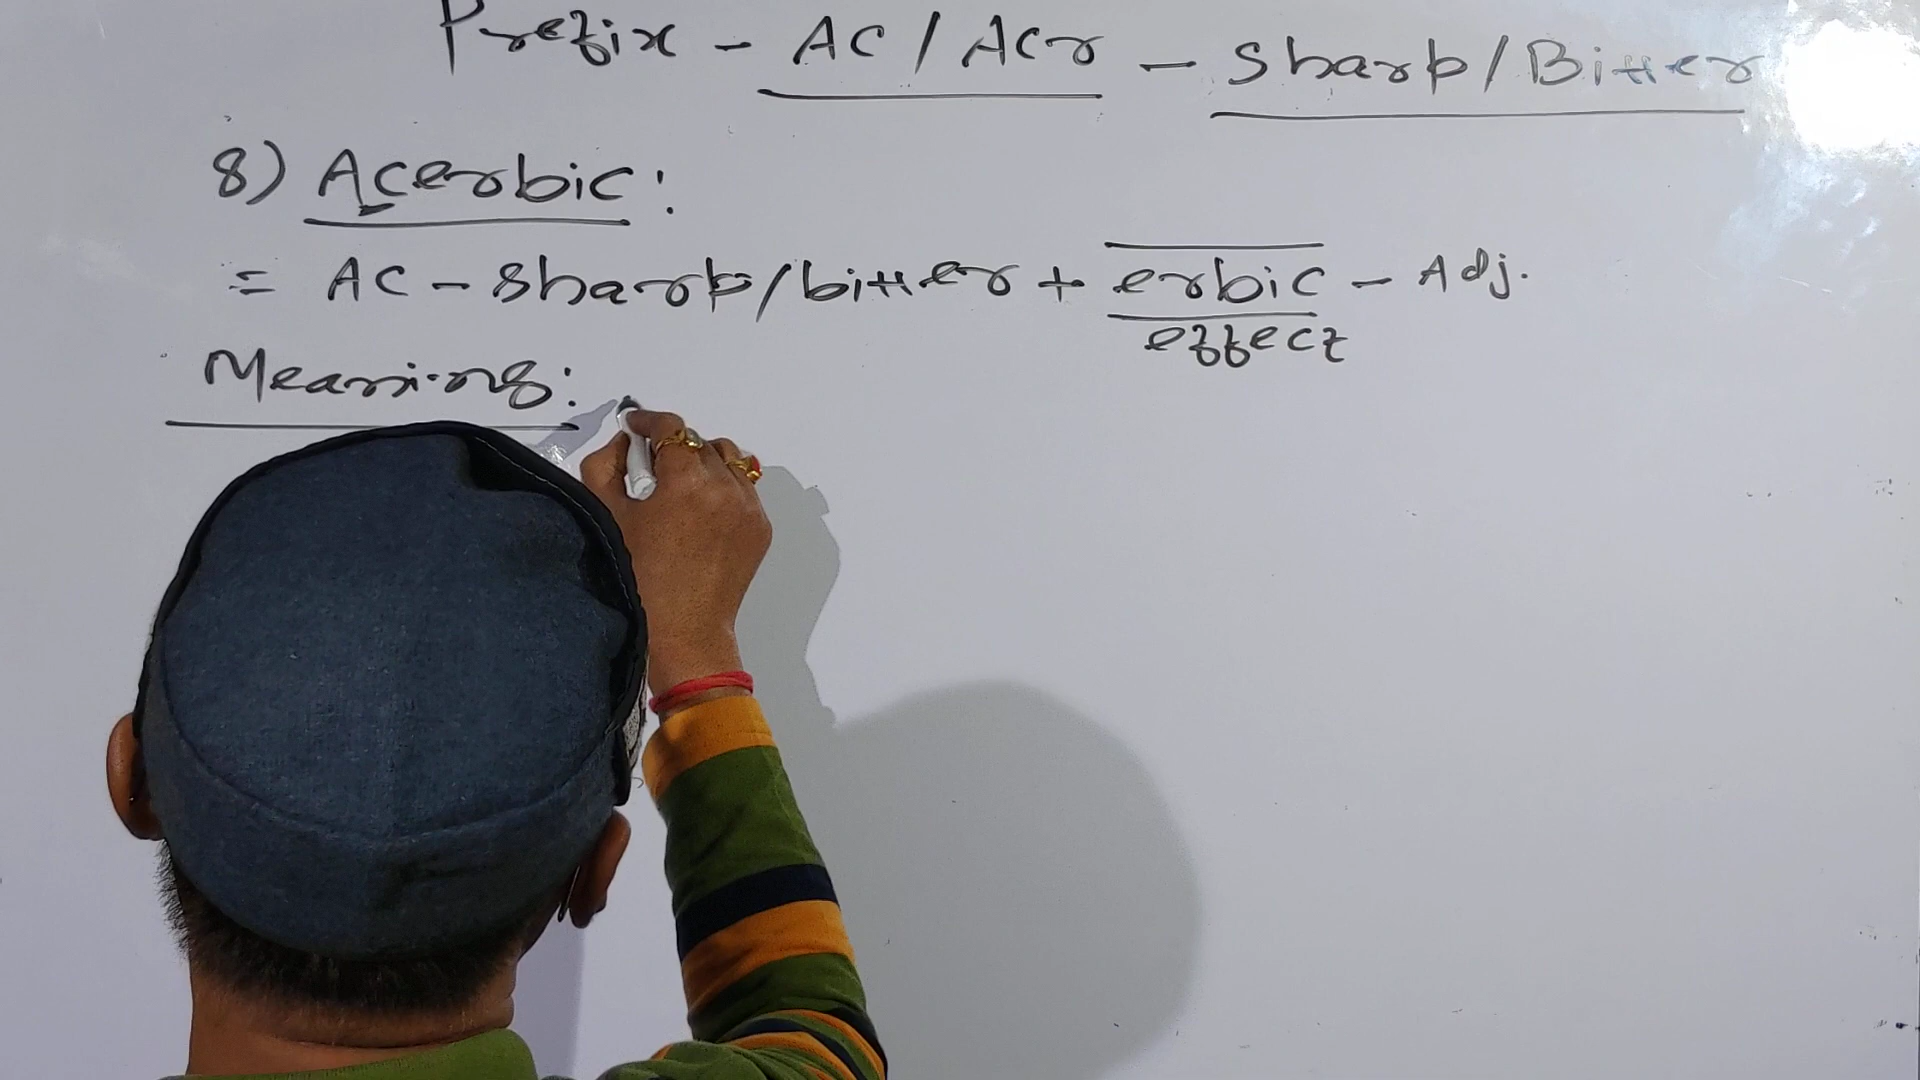 Prefix - AC / Acr - Sharp/Bitter
8) Acerbic:
= AC - Sharp/bitter + erbic - Adj.
effect
Meaning: